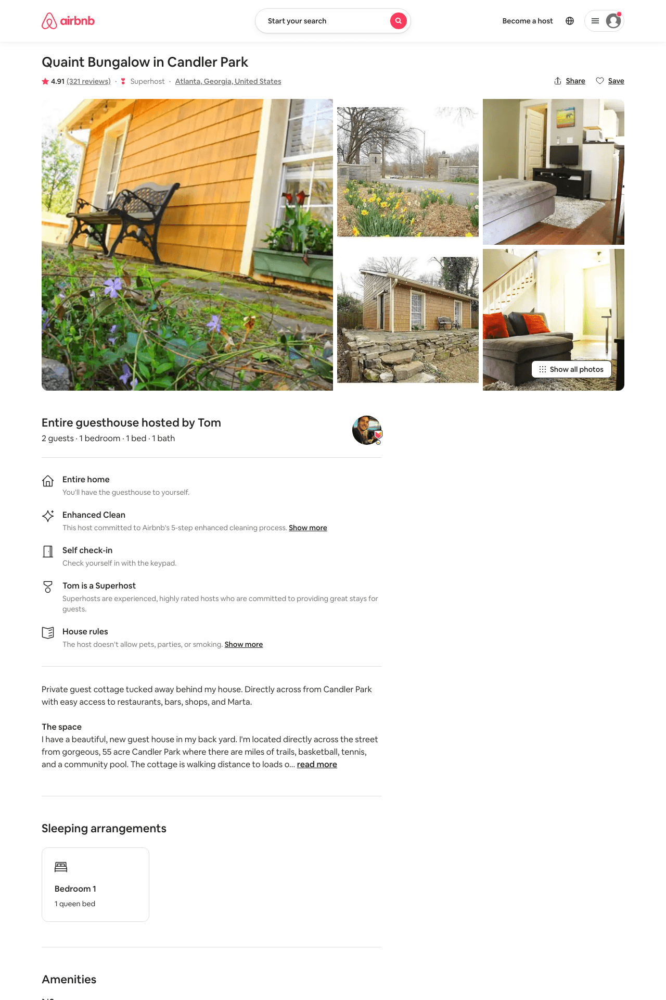 airbnb
Start your search
Become a host
Quaint Bungalow in Candler Park
4.91 (321 reviews) · Superhost · Atlanta, Georgia, United States
Share
Save
Show all photos
Entire guesthouse hosted by Tom
2 guests · 1 bedroom · 1 bed · 1 bath
Entire home
You’ll have the guesthouse to yourself.
Enhanced Clean
This host committed to Airbnb's 5-step enhanced cleaning process. Show more
Self check-in
Check yourself in with the keypad.
Tom is a Superhost
Superhosts are experienced, highly rated hosts who are committed to providing great stays for
guests.
House rules
The host doesn’t allow pets, parties, or smoking. Show more
Private guest cottage tucked away behind my house. Directly across from Candler Park
with easy access to restaurants, bars, shops, and Marta.
The space
I have a beautiful, new guest house in my back yard. I'm located directly across the street
from gorgeous, 55 acre Candler Park where there are miles of trails, basketball, tennis,
and a community pool. The cottage is walking distance to loads o... read more
Sleeping arrangements
Bedroom 1
1 queen bed
Amenities